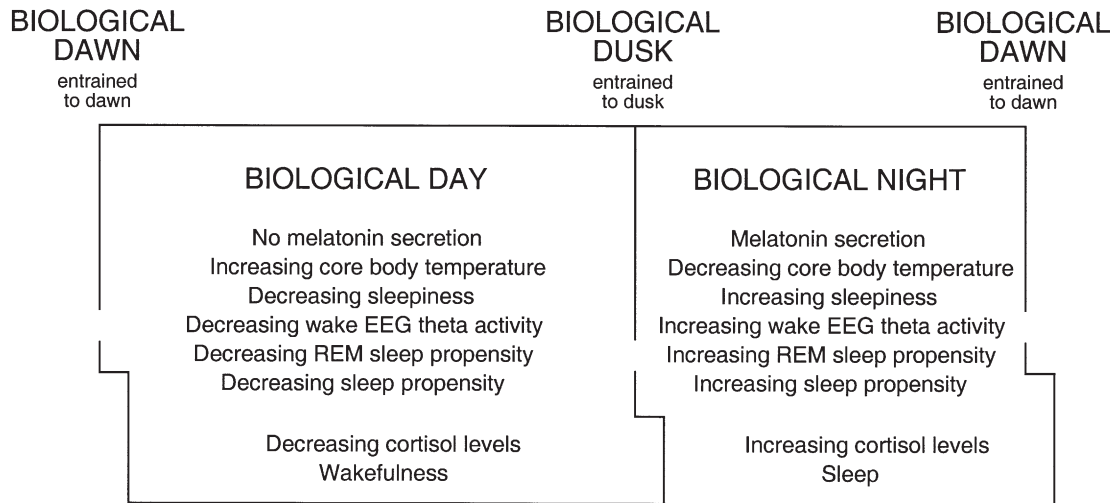 BIOLOGICAL
DAWN
entrained
to dawn
BIOLOGICAL
DUSK
entrained
to dusk
BIOLOGICAL
DAWN
entrained
to dawn
BIOLOGICAL DAY
No melatonin secretion
Increasing core body temperature
Decreasing sleepiness
Decreasing wake EEG theta activity
Decreasing REM sleep propensity
Decreasing sleep propensity
Decreasing cortisol levels
Wakefulness
BIOLOGICAL NIGHT
Melatonin secretion
Decreasing core body temperature
Increasing sleepiness
Increasing wake EEG theta activity
Increasing REM sleep propensity
Increasing sleep propensity
Increasing cortisol levels
Sleep